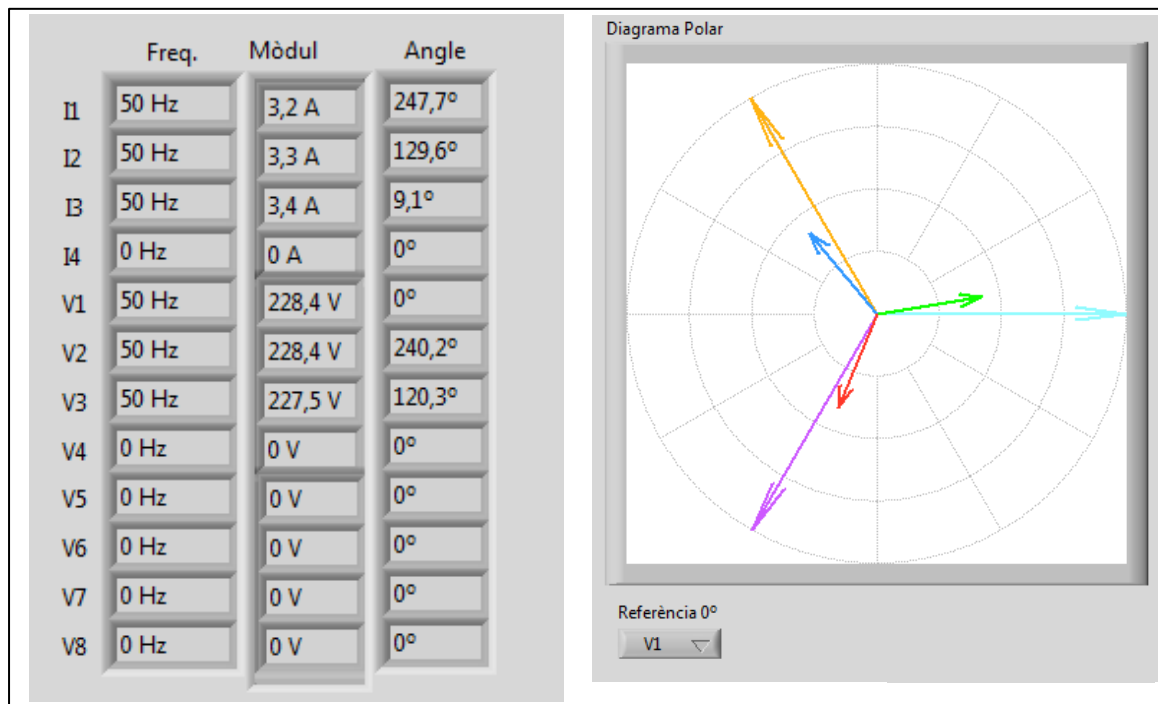 Freq. Mòdul Angle
I1 50 Hz 3,2 A 247,7º
I2 50 Hz 3,3 A 129,6º
I3 50 Hz 3,4 A 9,1º
I4 0 Hz 0 A 0º
V1 50 Hz 228,4 V 0º
V2 50 Hz 228,4 V 240,2º
V3 50 Hz 227,5 V 120,3º
V4 0 Hz 0 V 0º
V5 0 Hz 0 V 0º
V6 0 Hz 0 V 0º
V7 0 Hz 0 V 0º
V8 0 Hz 0 V 0º
Diagrama Polar
Referència 0º
V1